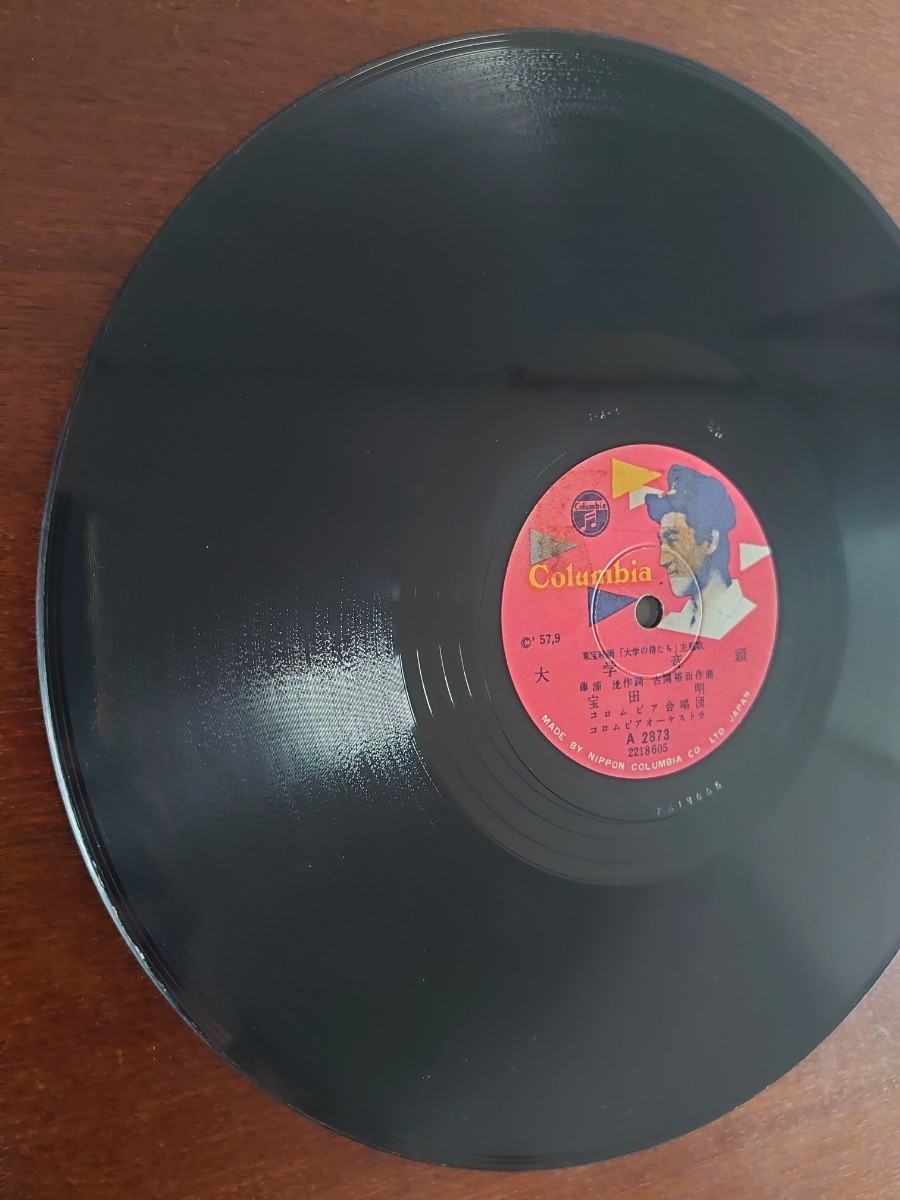 Columbia
Columbia
©' 57,9
東宝映画「大学の侍たち」主題歌
大学音頭
藤浦 洸作詞 古関裕而作曲
宝田 明
コロムビア合唱団
コロムビアオーケストラ
A 2873
2218605
MADE BY NIPPON COLUMBIA CO. LTD JAPAN
2218605